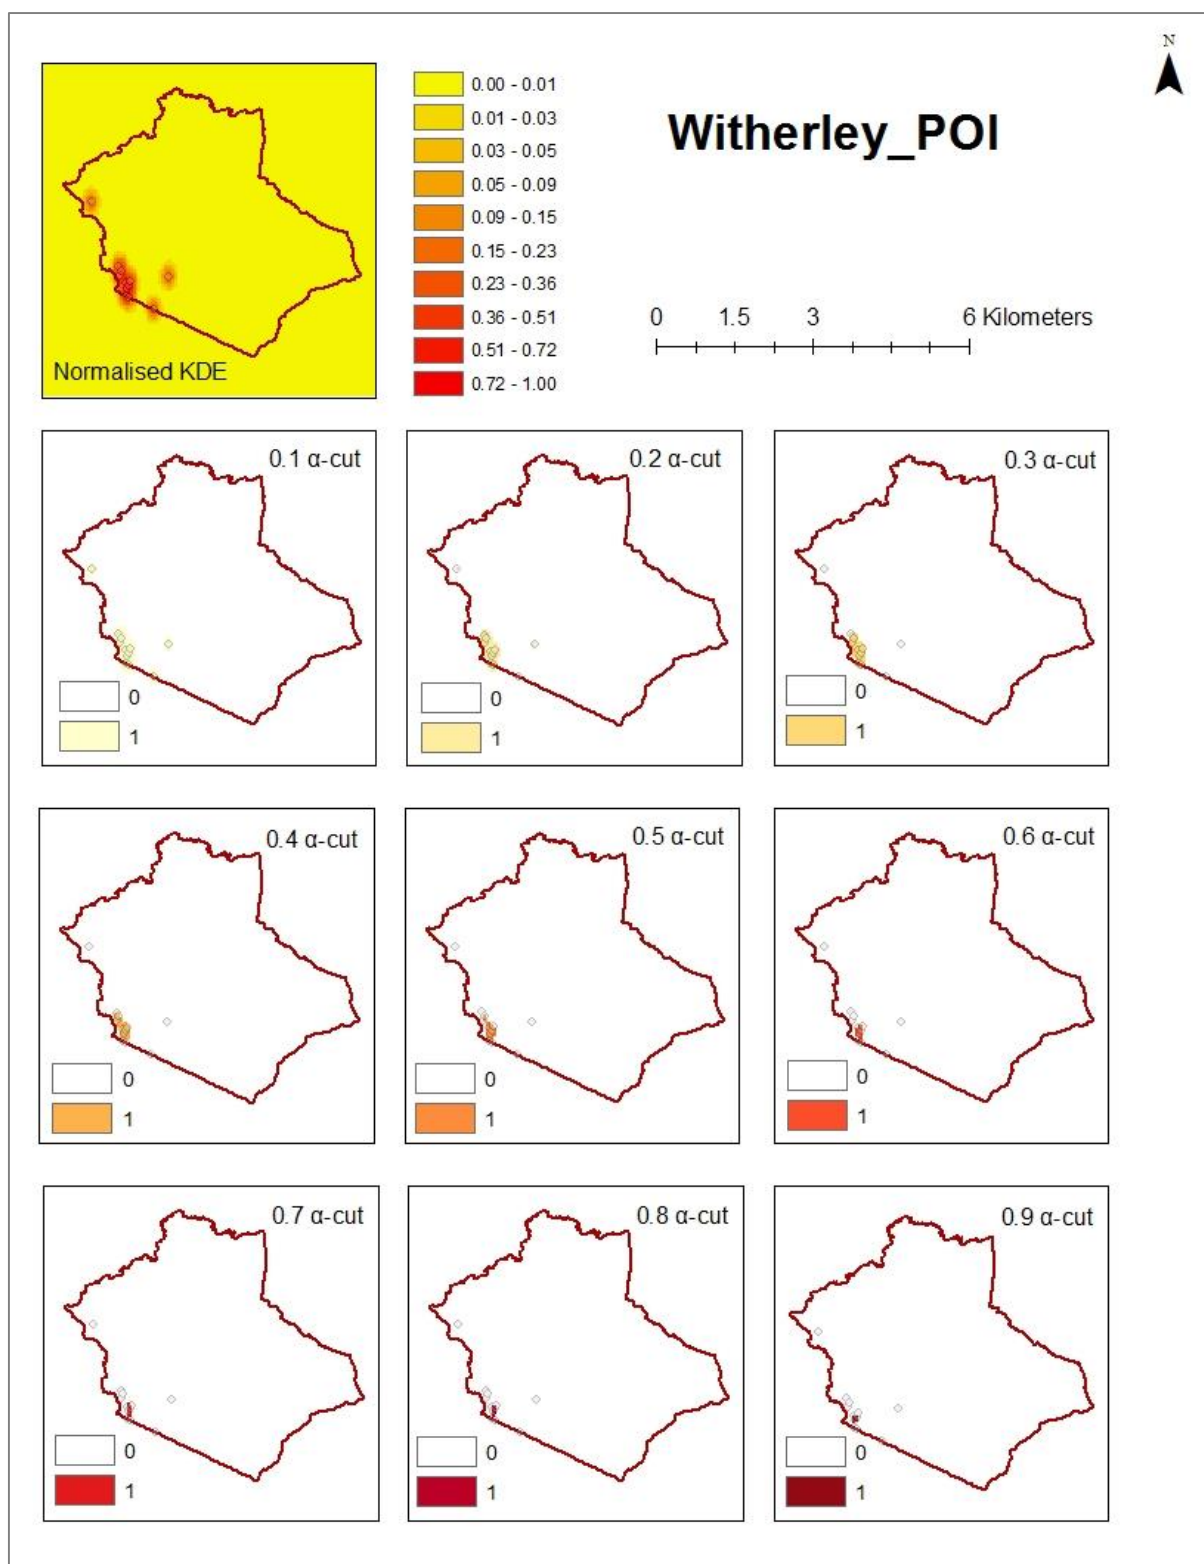 N
Witherley_POI
0.00 - 0.01
0.01 - 0.03
0.03 - 0.05
0.05 - 0.09
0.09 - 0.15
0.15 - 0.23
0.23 - 0.36
0.36 - 0.51
0.51 - 0.72
0.72 - 1.00
0 1.5 3 6 Kilometers
Normalised KDE
0.1 α-cut
0
1
0.2 α-cut
0
1
0.3 α-cut
0
1
0.4 α-cut
0
1
0.5 α-cut
0
1
0.6 α-cut
0
1
0.7 α-cut
0
1
0.8 α-cut
0
1
0.9 α-cut
0
1